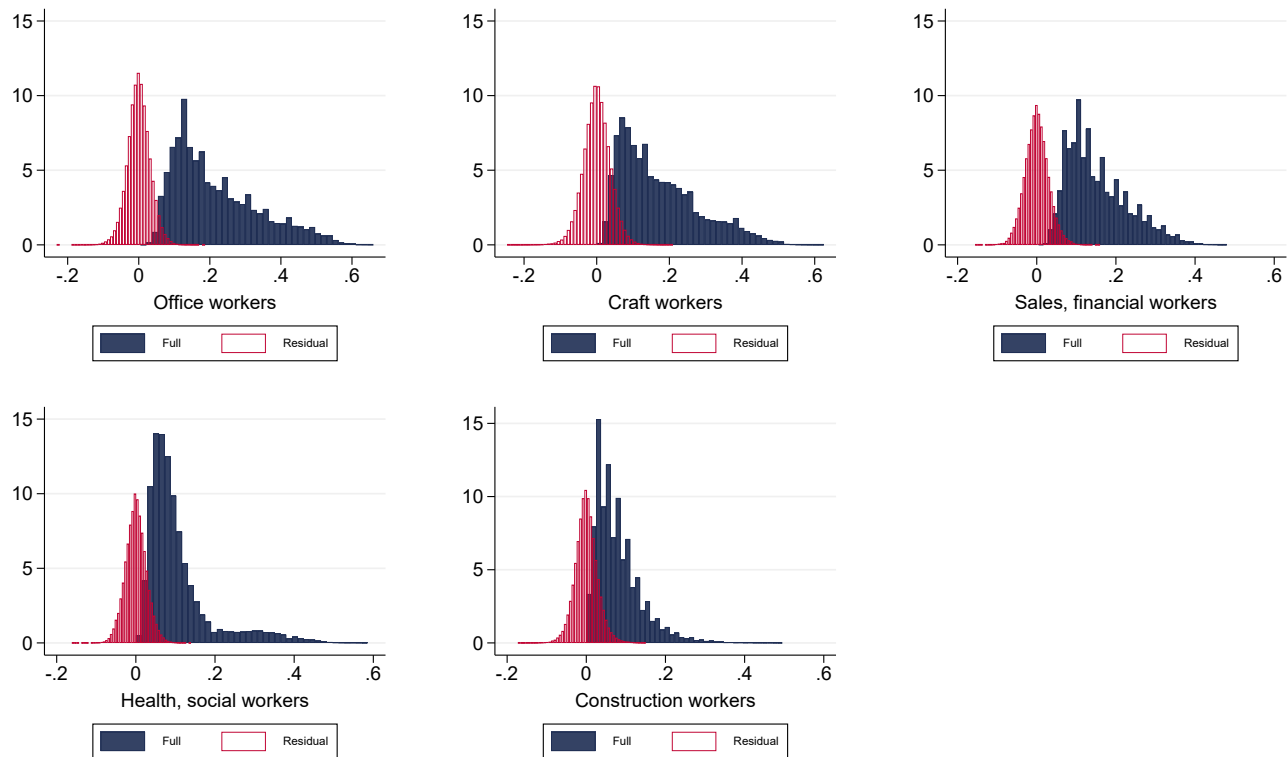 15
10
5
0
-.2 0 .2 .4 .6
Office workers
Full Residual
15
10
5
0
-.2 0 .2 .4 .6
Craft workers
Full Residual
15
10
5
0
-.2 0 .2 .4 .6
Sales, financial workers
Full Residual
15
10
5
0
-.2 0 .2 .4 .6
Health, social workers
Full Residual
15
10
5
0
-.2 0 .2 .4 .6
Construction workers
Full Residual